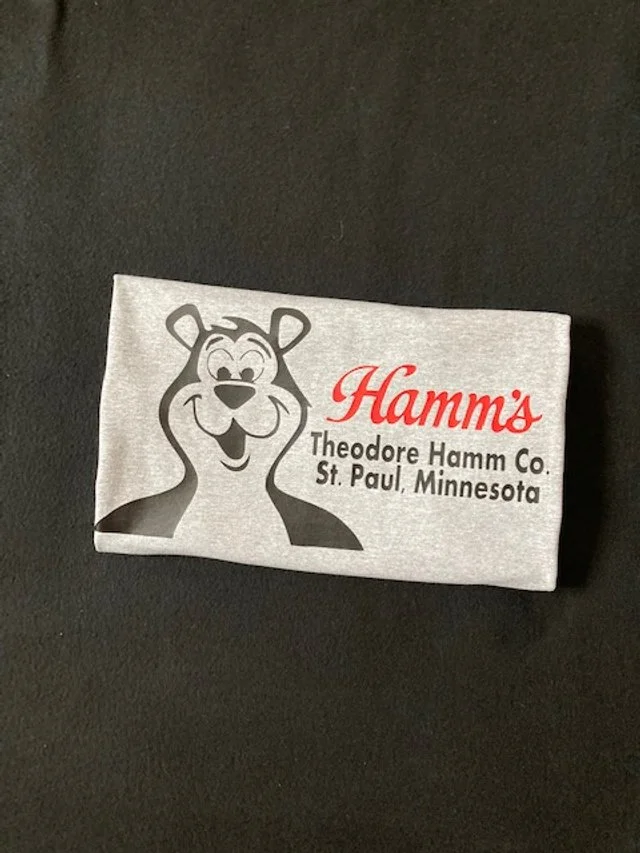 Hamm's
Theodore Hamm Co.
St. Paul, Minnesota